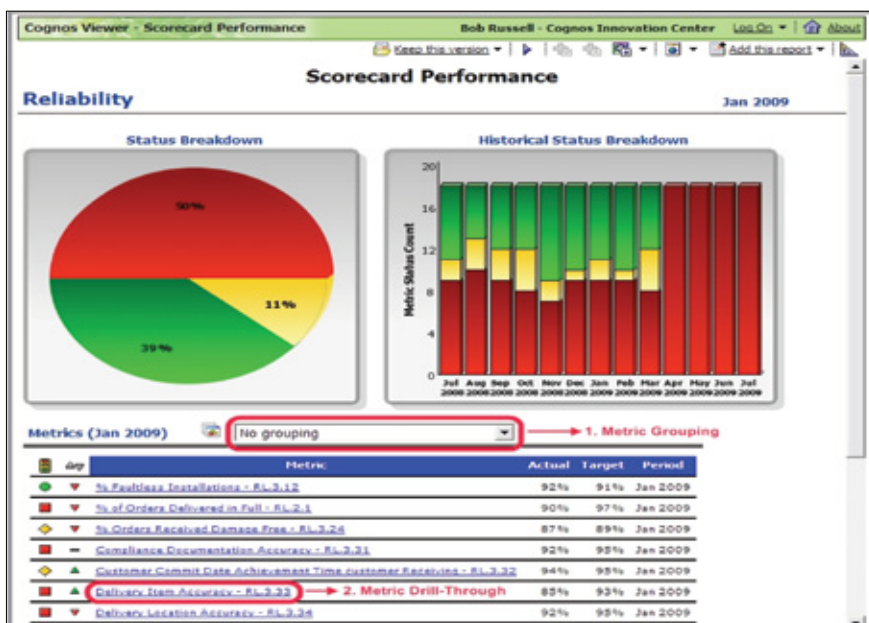 Cognos Viewer - Scorecard Performance Bob Russell - Cognos Innovation Center Log On About
Keep this version Add this report
Scorecard Performance
Reliability Jan 2009
Status Breakdown Historical Status Breakdown
50%
11%
39%
Metric Status Count
20
16
12
8
4
0
Jul Aug Sep Oct Nov Dec Jan Feb Mar Apr May Jun Jul
2008 2008 2008 2008 2008 2008 2009 2009 2009 2009 2009 2009 2009
Metrics (Jan 2009) No grouping 1. Metric Grouping
Metric Actual Target Period
% Faultless Installations - RL.3.12 92% 91% Jan 2009
% of Orders Delivered in Full - RL.2.1 90% 97% Jan 2009
% Orders Received Damage Free - RL.3.24 87% 89% Jan 2009
Compliance Documentation Accuracy - RL.3.31 92% 95% Jan 2009
Customer Commit Date Achievement Time customer Receiving - RL.3.32 94% 95% Jan 2009
Delivery Item Accuracy - RL.3.33 2. Metric Drill-Through 85% 93% Jan 2009
Delivery Location Accuracy - RL.3.34 92% 95% Jan 2009